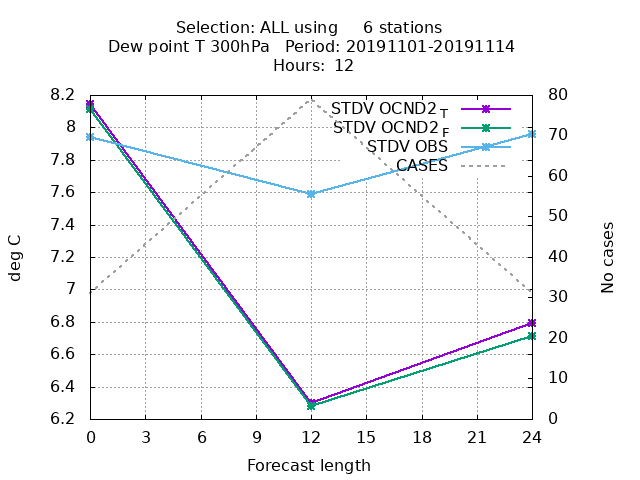 Selection: ALL using     6 stations
Dew point T 300hPa   Period: 20191101-20191114
Hours: 12
STDV OCND2_T
STDV OCND2_F
STDV OBS
CASES
deg C
8.2
8
7.8
7.6
7.4
7.2
7
6.8
6.6
6.4
6.2
80
70
60
50
40
30
20
10
0
No cases
0 3 6 9 12 15 18 21 24
Forecast length